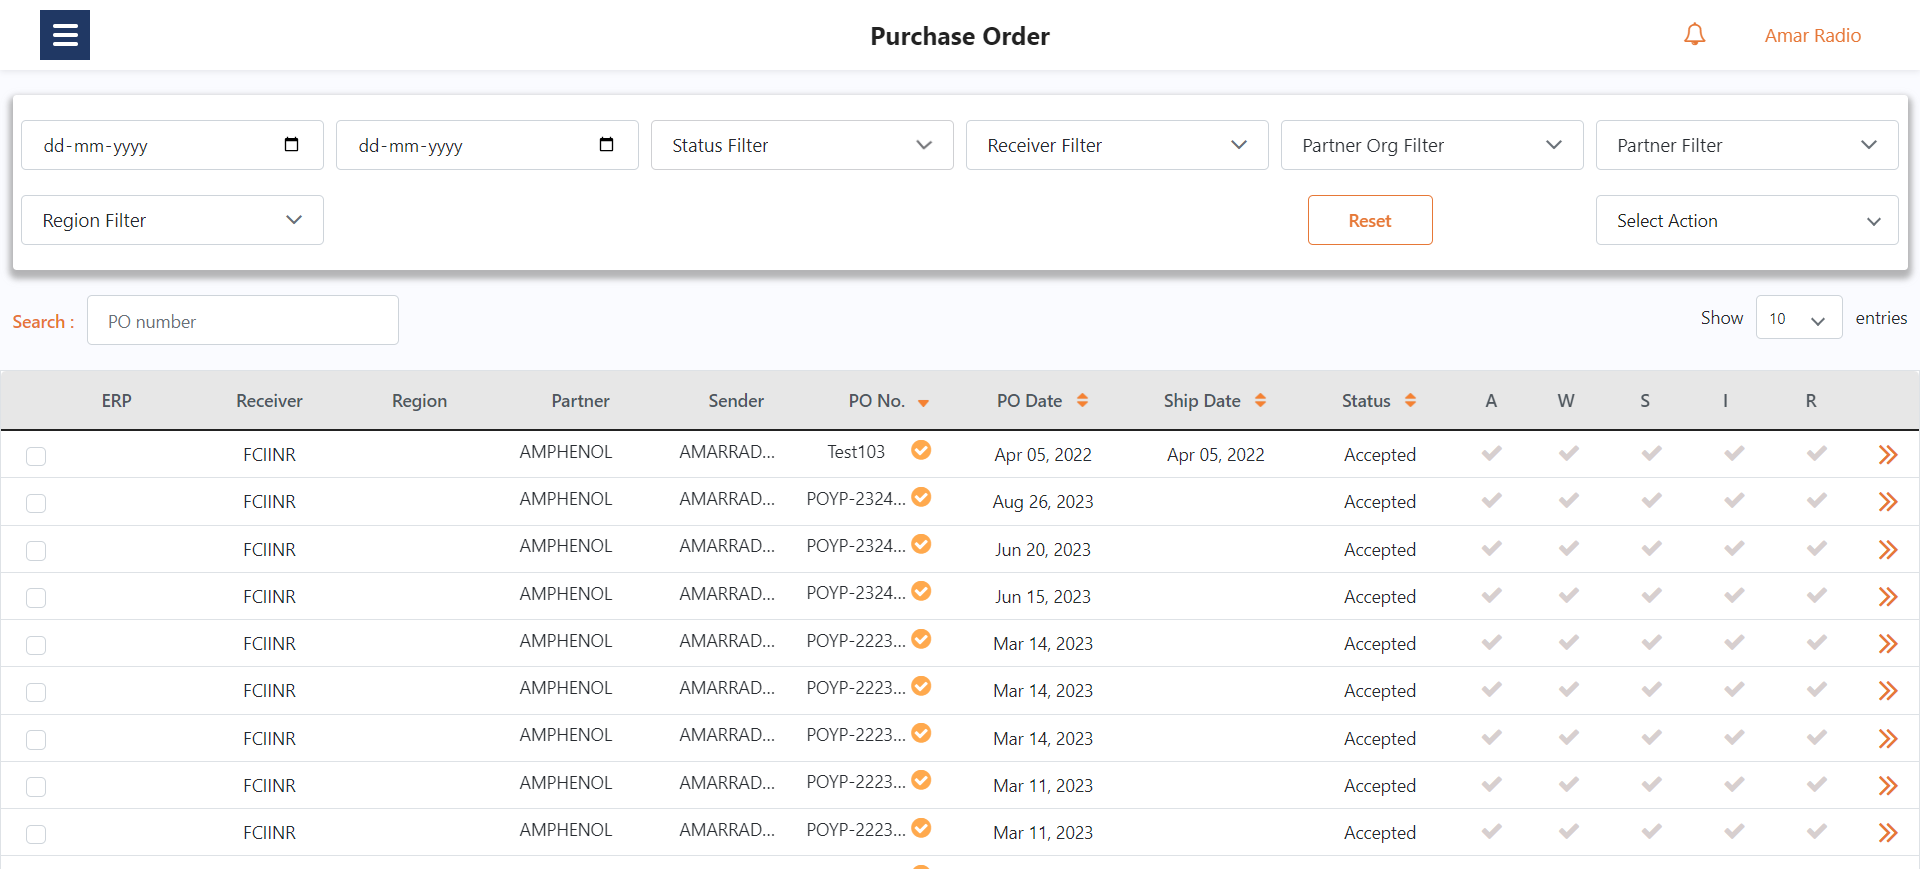 Purchase Order
Amar Radio
dd-mm-yyyy dd-mm-yyyy Status Filter Receiver Filter Partner Org Filter Partner Filter
Region Filter Reset Select Action
Search : PO number Show 10 entries
ERP Receiver Region Partner Sender PO No. PO Date Ship Date Status A W S I R
FCIINR AMPHENOL AMARRAD... Test103 Apr 05, 2022 Apr 05, 2022 Accepted
FCIINR AMPHENOL AMARRAD... POYP-2324... Aug 26, 2023 Accepted
FCIINR AMPHENOL AMARRAD... POYP-2324... Jun 20, 2023 Accepted
FCIINR AMPHENOL AMARRAD... POYP-2324... Jun 15, 2023 Accepted
FCIINR AMPHENOL AMARRAD... POYP-2223... Mar 14, 2023 Accepted
FCIINR AMPHENOL AMARRAD... POYP-2223... Mar 14, 2023 Accepted
FCIINR AMPHENOL AMARRAD... POYP-2223... Mar 14, 2023 Accepted
FCIINR AMPHENOL AMARRAD... POYP-2223... Mar 11, 2023 Accepted
FCIINR AMPHENOL AMARRAD... POYP-2223... Mar 11, 2023 Accepted